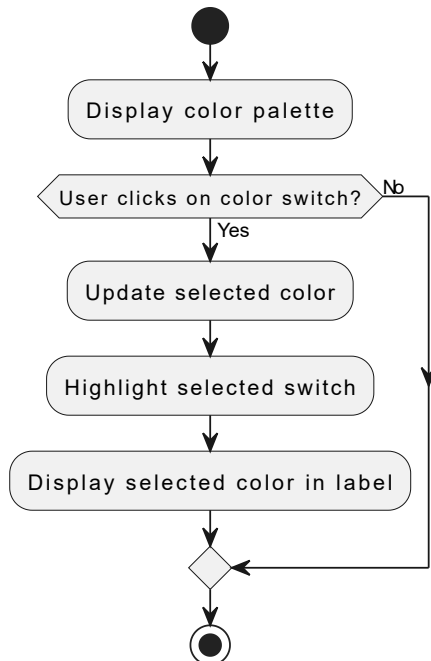 Display color palette
User clicks on color switch?
No
Yes
Update selected color
Highlight selected switch
Display selected color in label